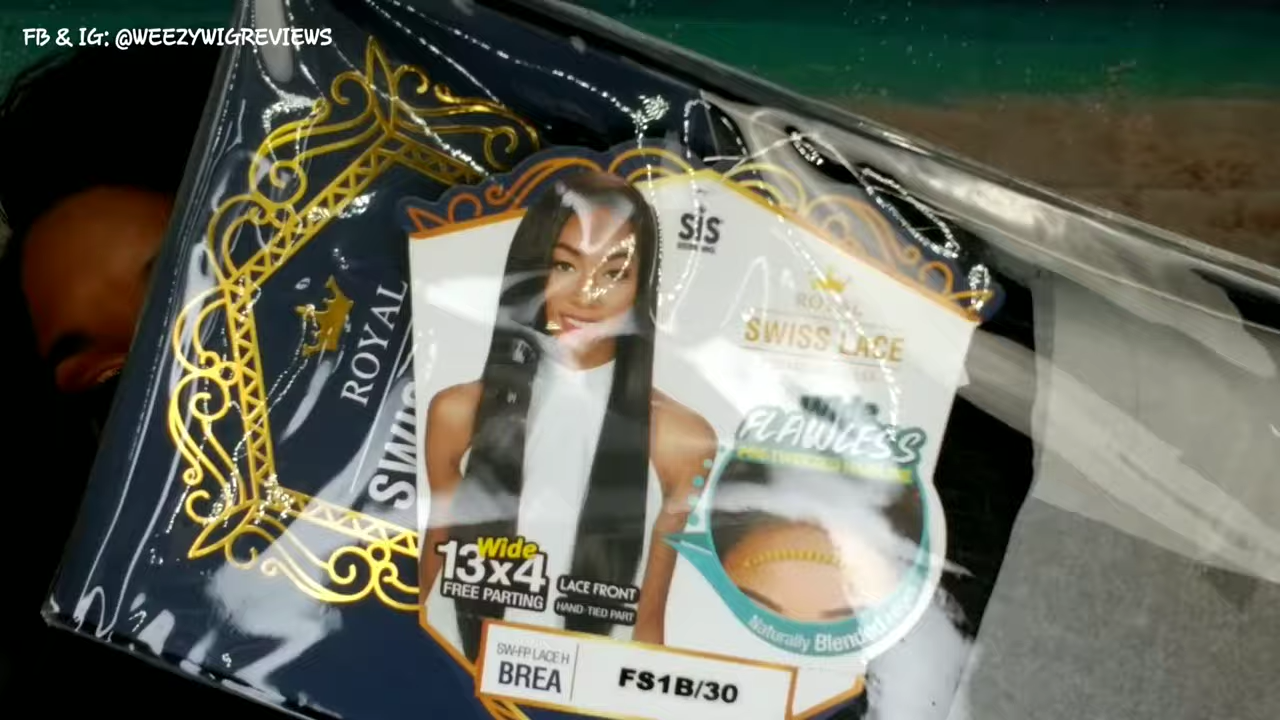 FB & IG: @WEEZYWIGREVIEWS
ROYAL
SWIS
SIS
ROYAL
SWISS LACE
Wide
FLAWLESS
Wide
13x4
FREE PARTING
LACE FRONT
HAND-TIED PART
Naturally Blended
SW-FP LACE H
BREA
FS1B/30